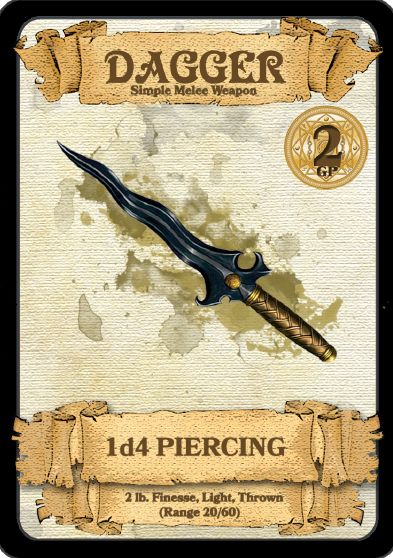 DAGGER
Simple Melee Weapon
2
GP
1d4 PIERCING
2 lb. Finesse, Light, Thrown
(Range 20/60)